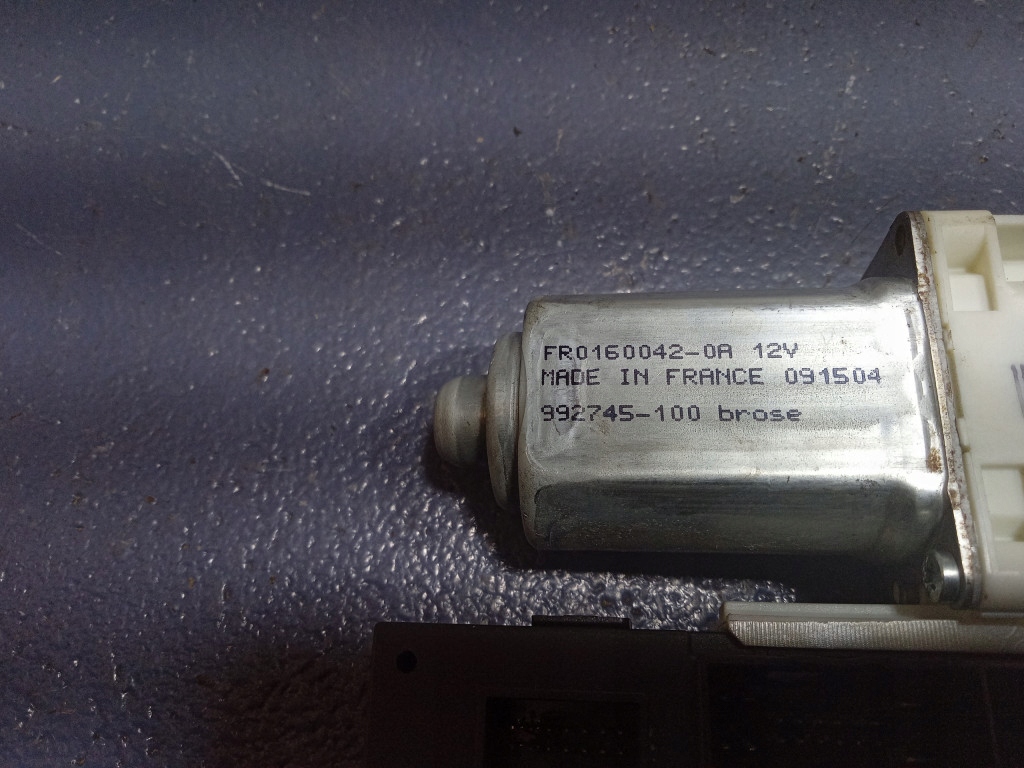 FR0160042-0A 12V
MADE IN FRANCE 091504
992745-100 brose